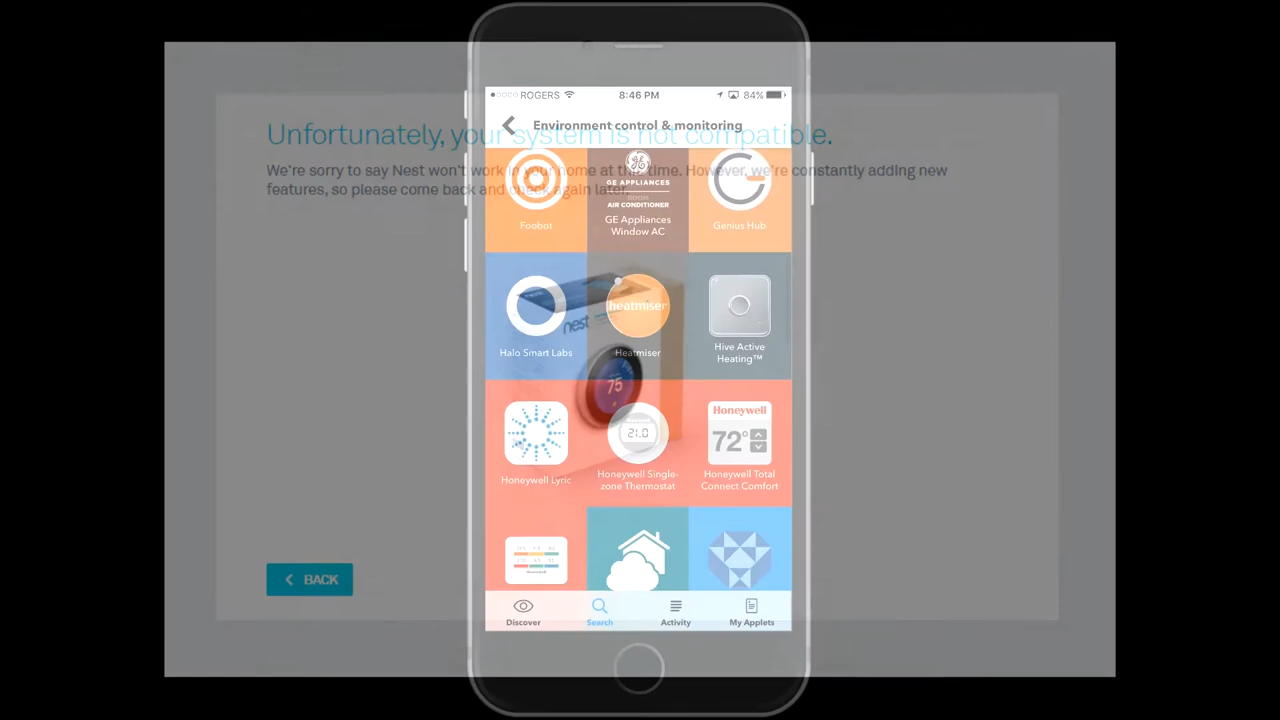 ROGERS 8:46 PM 84%
Environment control & monitoring
Unfortunately, your system is not compatible.
We're sorry to say Nest won't work in your home at this time. However, we're constantly adding new
features, so please come back and check again later.
GE APPLIANCES
ROOM
AIR CONDITIONER
Foobot
GE Appliances
Window AC
Genius Hub
nest
heatmiser
75
Halo Smart Labs
Heatmiser
Hive Active
Heating™
21.0
Honeywell
72°
Honeywell Lyric
Honeywell Single-
zone Thermostat
Honeywell Total
Connect Comfort
BACK
Discover
Search
Activity
My Applets